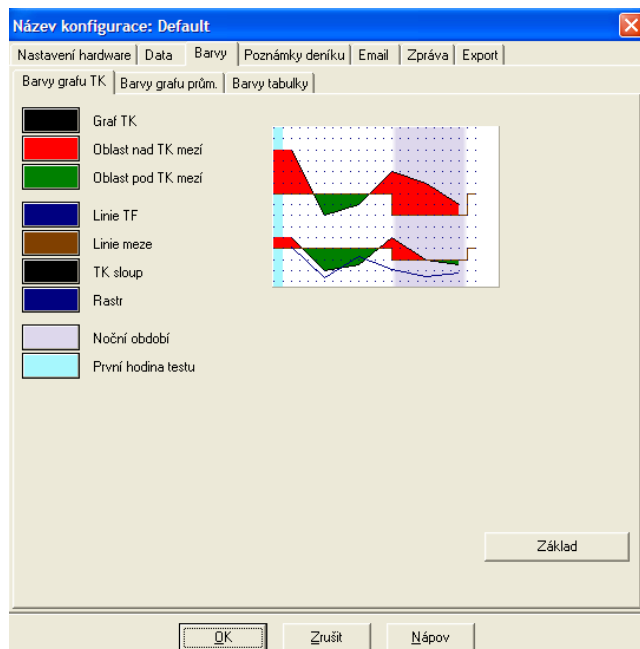 Název konfigurace: Default
Nastavení hardware Data Barvy Poznámky deníku Email Zpráva Export
Barvy grafu TK Barvy grafu prům. Barvy tabulky
Graf TK
Oblast nad TK mezí
Oblast pod TK mezí
Linie TF
Linie meze
TK sloup
Rastr
Noční období
První hodina testu
Základ
OK Zrušit Nápov